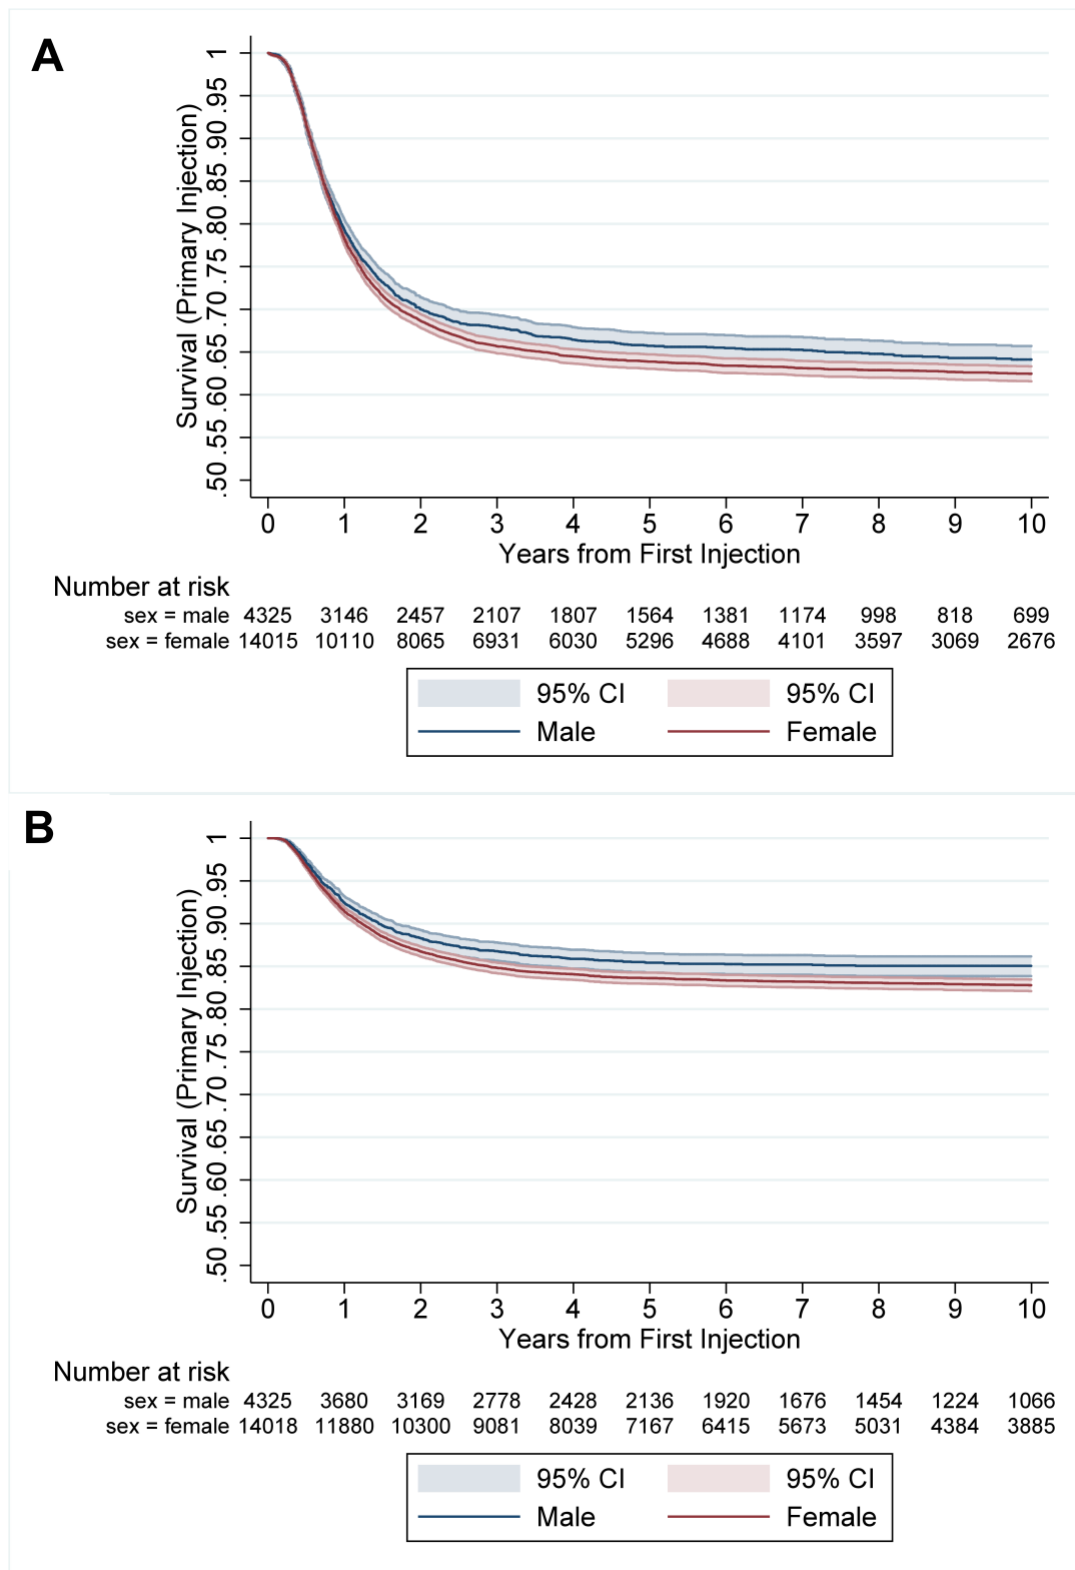 A
Survival (Primary Injection)
1
.95
.90
.85
.80
.75
.70
.65
.60
.55
.50
0 1 2 3 4 5 6 7 8 9 10
Years from First Injection
Number at risk
sex = male 4325 3146 2457 2107 1807 1564 1381 1174 998 818 699
sex = female 14015 10110 8065 6931 6030 5296 4688 4101 3597 3069 2676
95% CI 95% CI
Male Female
B
Survival (Primary Injection)
1
.95
.90
.85
.80
.75
.70
.65
.60
.55
.50
0 1 2 3 4 5 6 7 8 9 10
Years from First Injection
Number at risk
sex = male 4325 3680 3169 2778 2428 2136 1920 1676 1454 1224 1066
sex = female 14018 11880 10300 9081 8039 7167 6415 5673 5031 4384 3885
95% CI 95% CI
Male Female